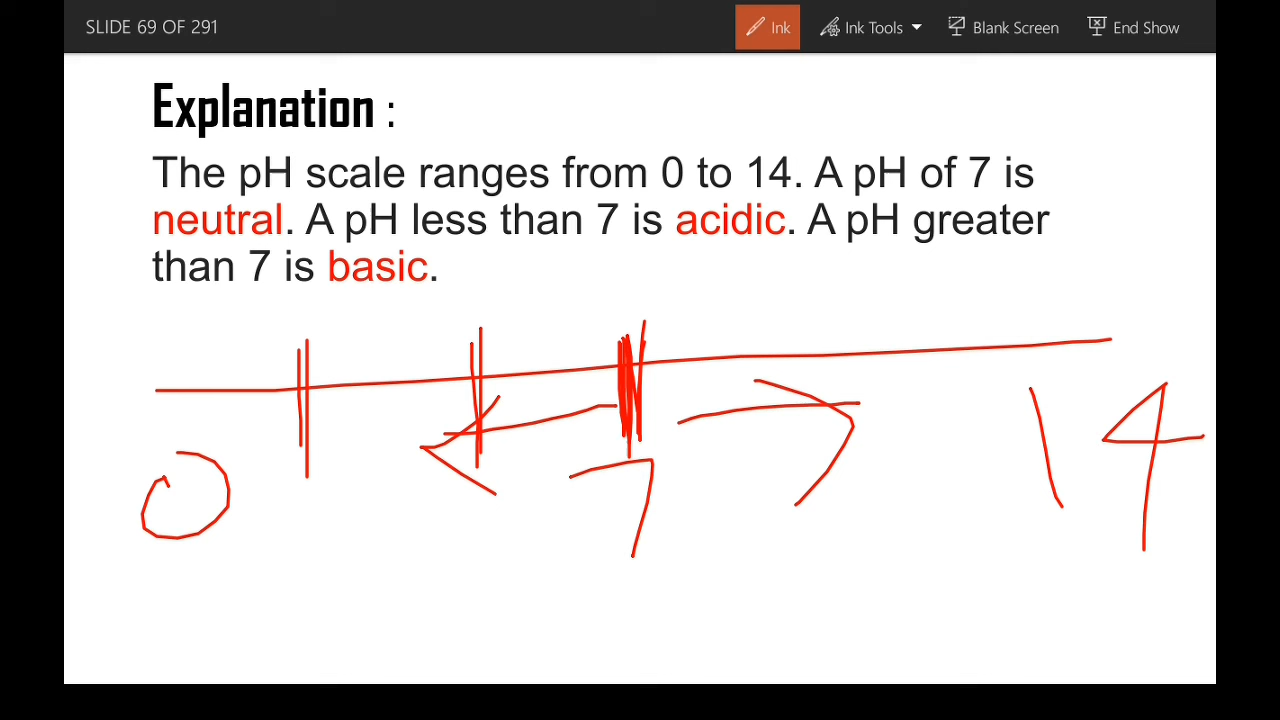 SLIDE 69 OF 291 Ink Ink Tools Blank Screen End Show
Explanation :
The pH scale ranges from 0 to 14. A pH of 7 is
neutral. A pH less than 7 is acidic. A pH greater
than 7 is basic.
0 7 14